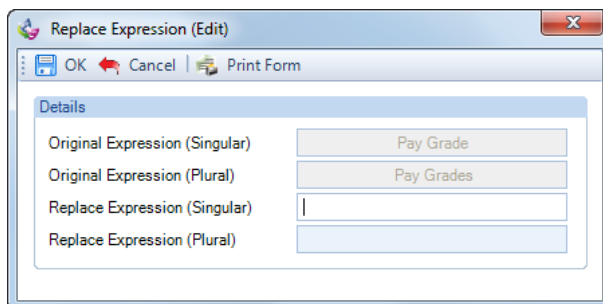 Replace Expression (Edit)
OK Cancel Print Form
Details
Original Expression (Singular) Pay Grade
Original Expression (Plural) Pay Grades
Replace Expression (Singular)
Replace Expression (Plural)